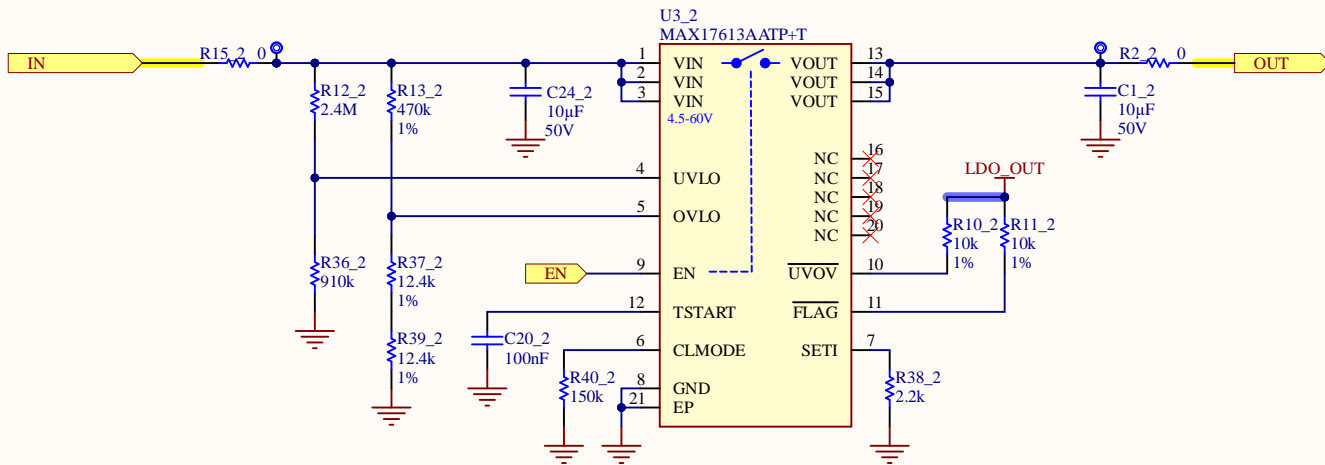 U3_2
MAX17613AATP+T
IN
R15_2 0
1 VIN
2 VIN
3 VIN
4.5-60V
VOUT 13
VOUT 14
VOUT 15
R2_2 0
OUT
R12_2
2.4M
R13_2
470k
1%
C24_2
10µF
50V
C1_2
10µF
50V
4 UVLO
5 OVLO
NC 16
NC 17
NC 18
NC 19
NC 20
LDO_OUT
R10_2
10k
1%
R11_2
10k
1%
R36_2
910k
R37_2
12.4k
1%
EN
9 EN
UVOV 10
12 TSTART
FLAG 11
R39_2
12.4k
1%
C20_2
100nF
6 CLMODE
SETI 7
R40_2
150k
8 GND
21 EP
R38_2
2.2k